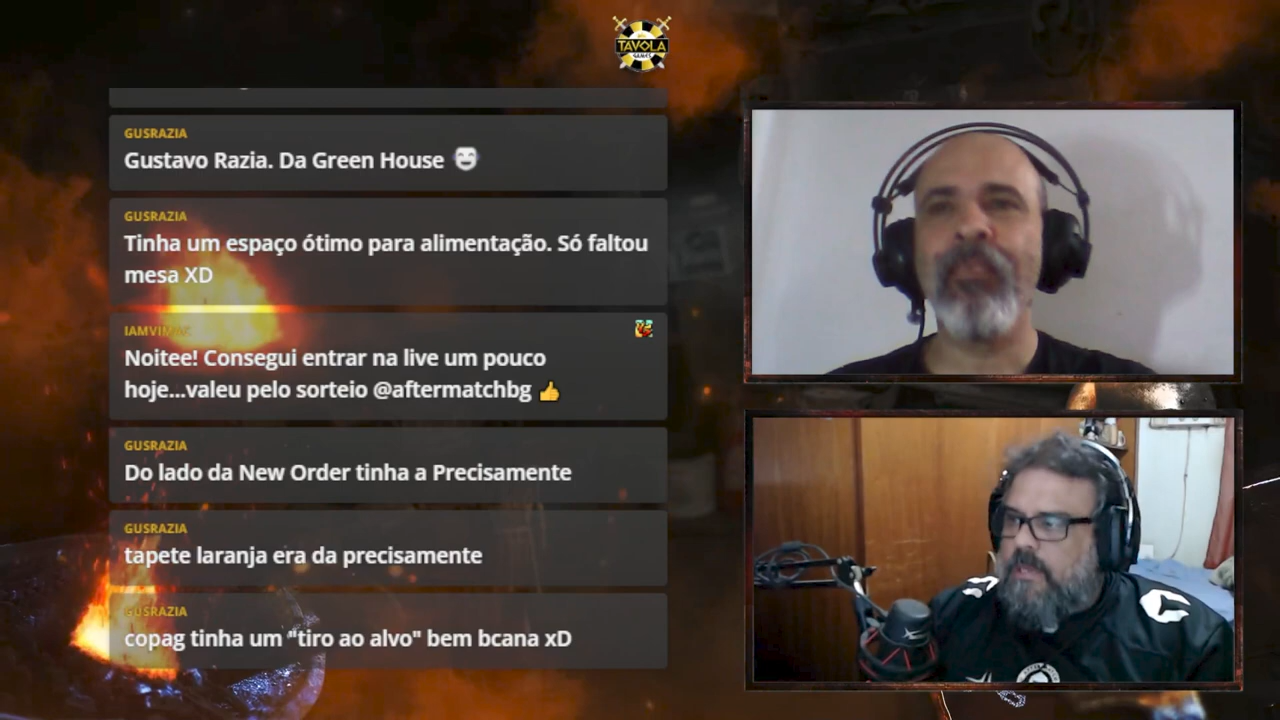 TAVOLA
GAMES
GUSRAZIA
Gustavo Razia. Da Green House
GUSRAZIA
Tinha um espaço ótimo para alimentação. Só faltou
mesa XD
Noitee! Consegui entrar na live um pouco
hoje...valeu pelo sorteio @aftermatchbg 👍
GUSRAZIA
Do lado da New Order tinha a Precisamente
GUSRAZIA
tapete laranja era da precisamente
GUSRAZIA
copag tinha um "tiro ao alvo" bem bcana xD